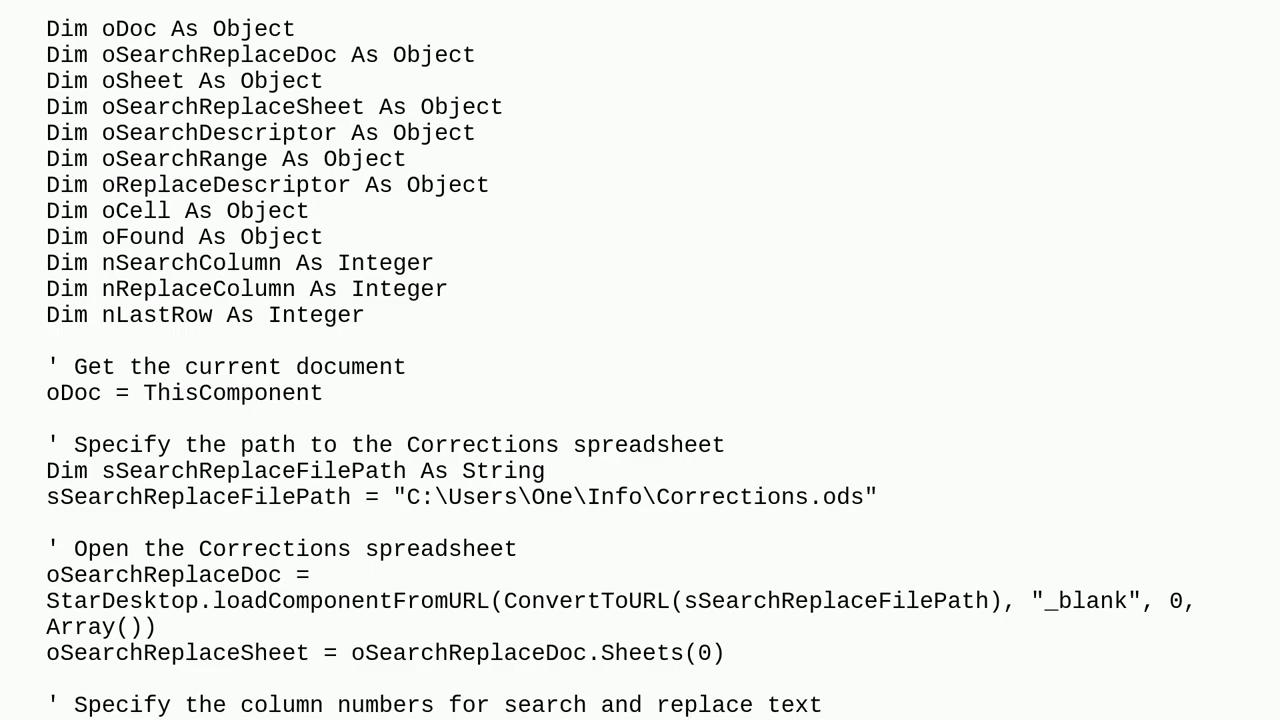 Dim oDoc As Object
Dim oSearchReplaceDoc As Object
Dim oSheet As Object
Dim oSearchReplaceSheet As Object
Dim oSearchDescriptor As Object
Dim oSearchRange As Object
Dim oReplaceDescriptor As Object
Dim oCell As Object
Dim oFound As Object
Dim nSearchColumn As Integer
Dim nReplaceColumn As Integer
Dim nLastRow As Integer
' Get the current document
oDoc = ThisComponent
' Specify the path to the Corrections spreadsheet
Dim sSearchReplaceFilePath As String
sSearchReplaceFilePath = "C:\Users\One\Info\Corrections.ods"
' Open the Corrections spreadsheet
oSearchReplaceDoc =
StarDesktop.loadComponentFromURL(ConvertToURL(sSearchReplaceFilePath), "_blank", 0,
Array())
oSearchReplaceSheet = oSearchReplaceDoc.Sheets(0)
' Specify the column numbers for search and replace text